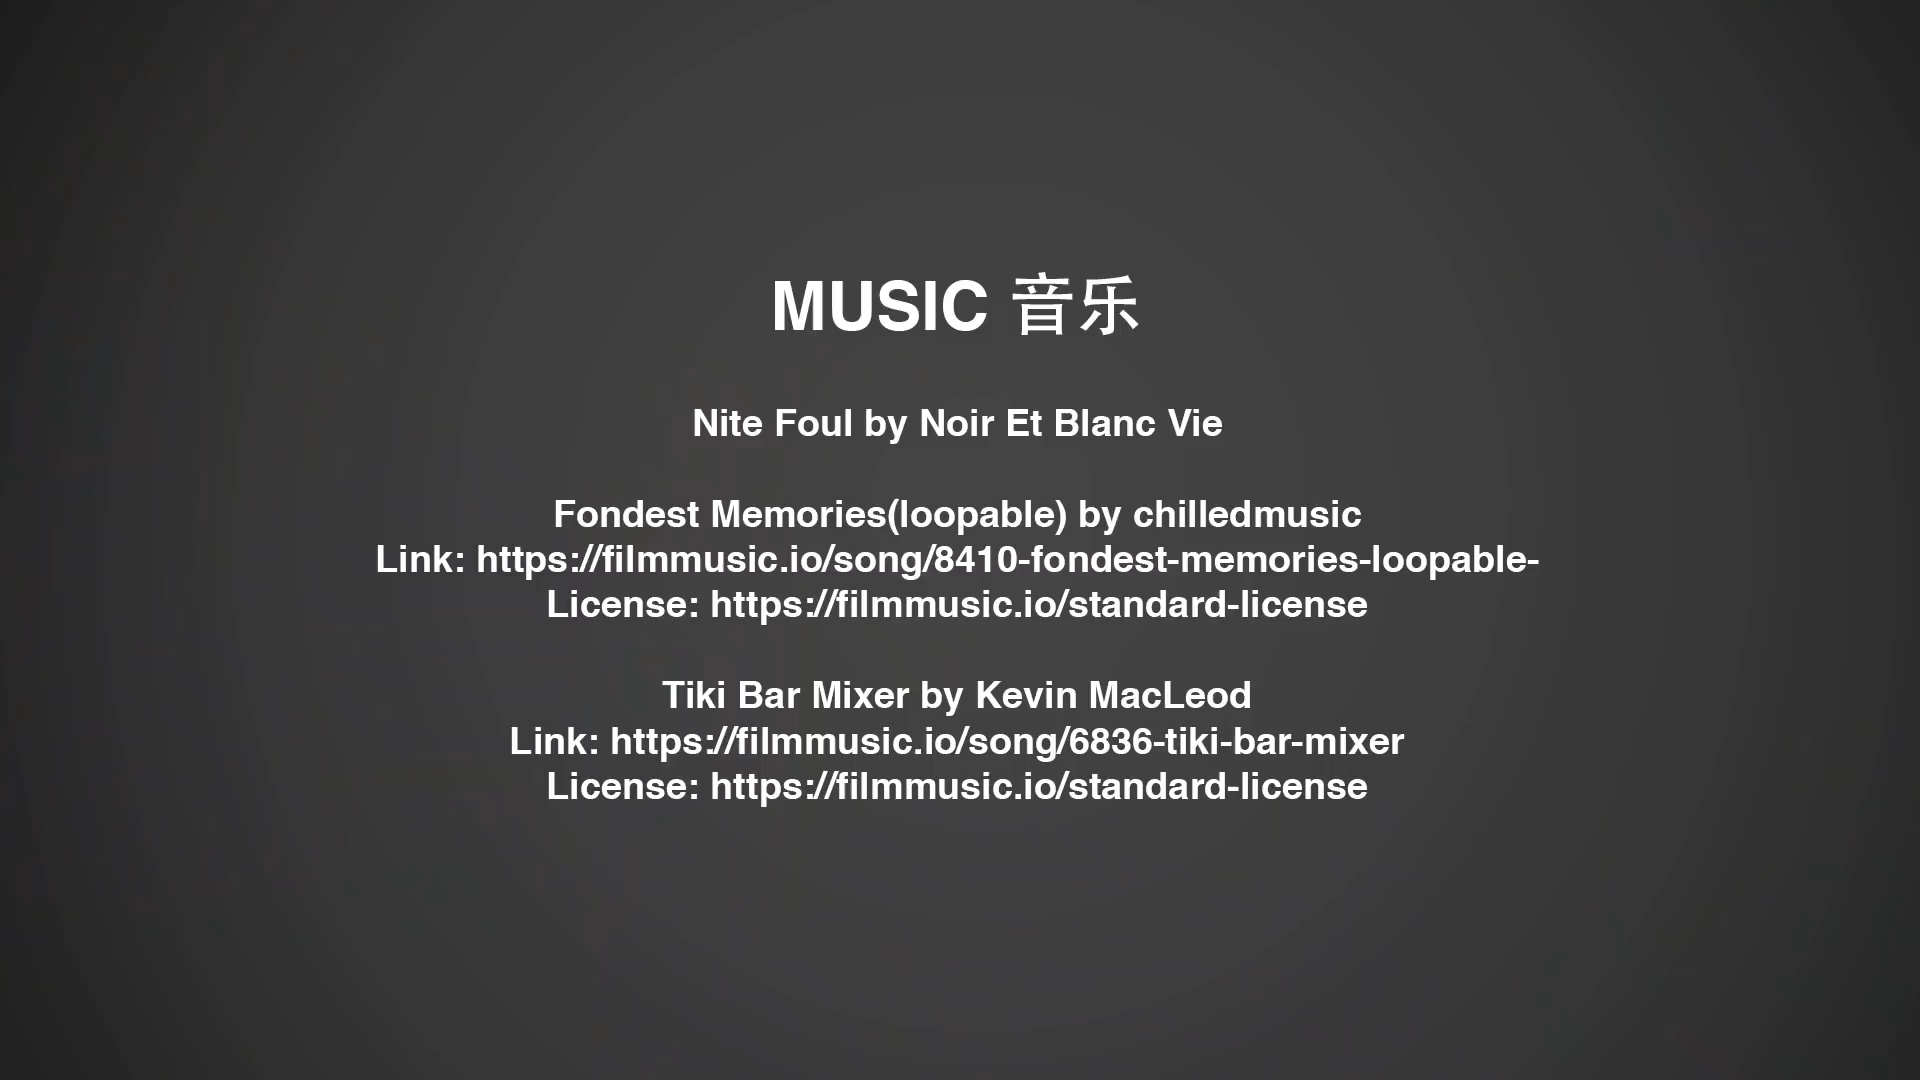 MUSIC 音乐
Nite Foul by Noir Et Blanc Vie
Fondest Memories(loopable) by chilledmusic
Link: https://filmmusic.io/song/8410-fondest-memories-loopable-
License: https://filmmusic.io/standard-license
Tiki Bar Mixer by Kevin MacLeod
Link: https://filmmusic.io/song/6836-tiki-bar-mixer
License: https://filmmusic.io/standard-license